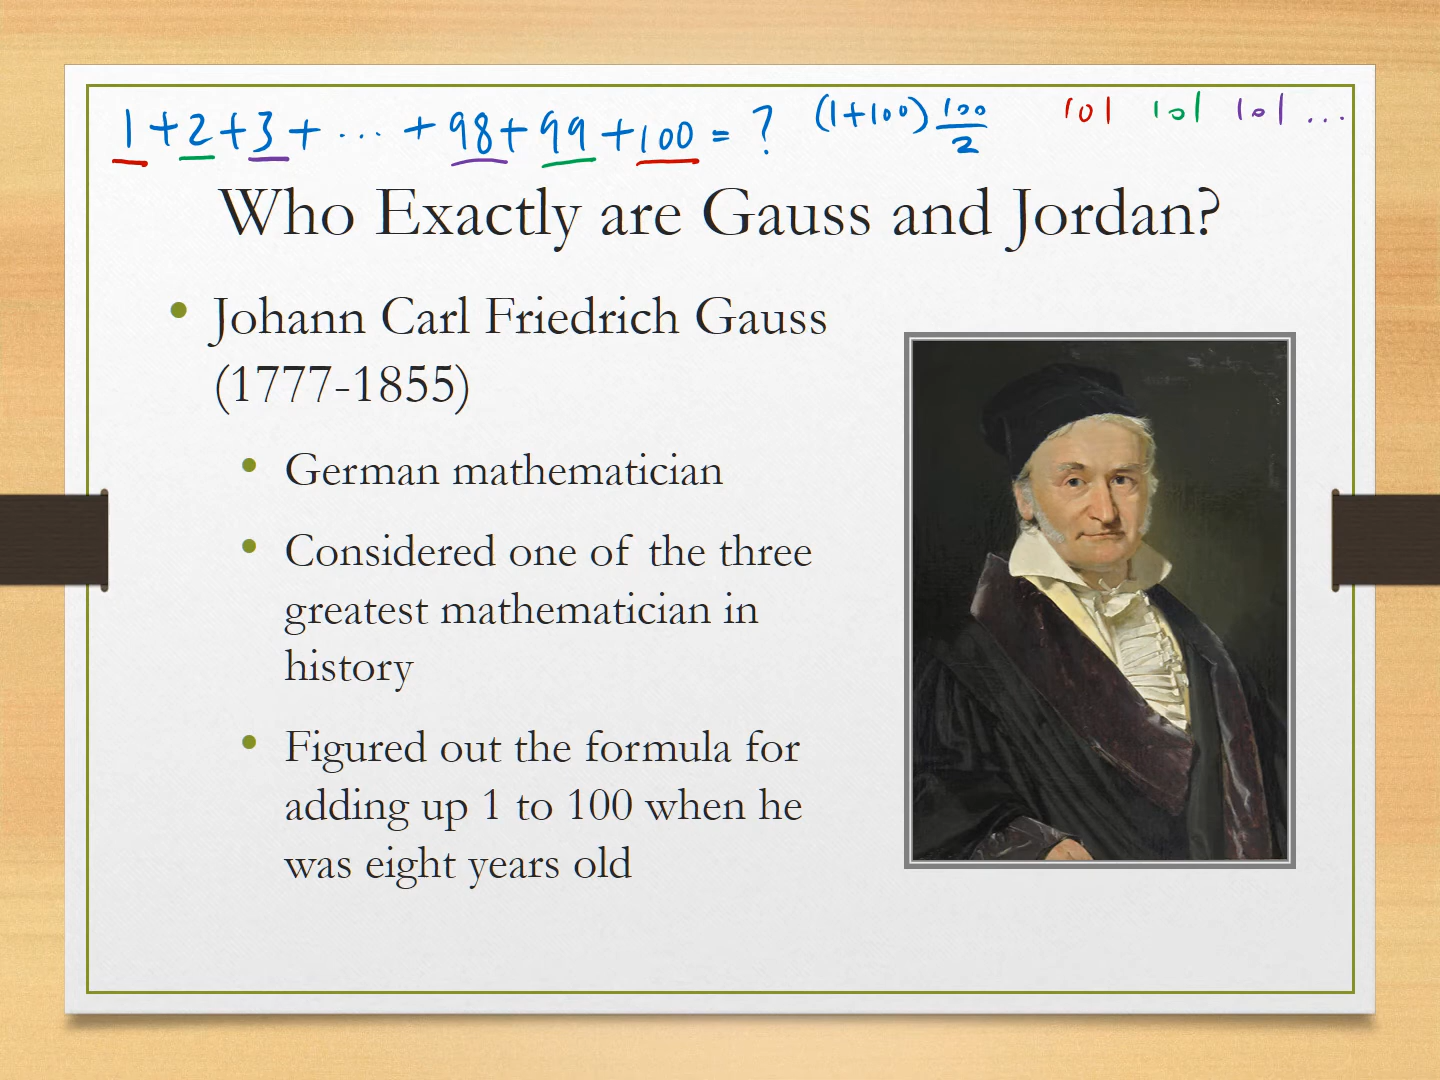 1+2+3+ ... +98+99+100 = ? (1+100) 100/2 101 101 101 ...
Who Exactly are Gauss and Jordan?
• Johann Carl Friedrich Gauss
(1777-1855)
• German mathematician
• Considered one of the three
greatest mathematician in
history
• Figured out the formula for
adding up 1 to 100 when he
was eight years old